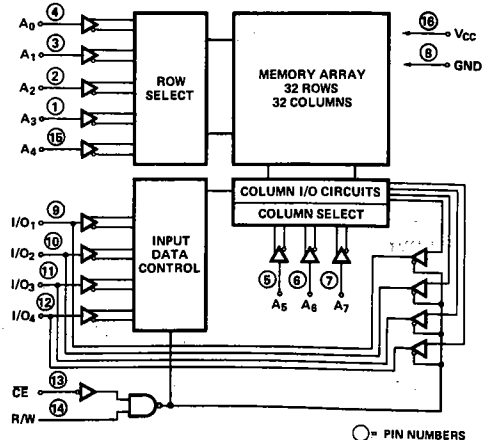 A0 4
A1 3
A2 2
A3 1
A4 15
ROW
SELECT
MEMORY ARRAY
32 ROWS
32 COLUMNS
16 VCC
8 GND
I/O1 9
I/O2 10
I/O3 11
I/O4 12
INPUT
DATA
CONTROL
COLUMN I/O CIRCUITS
COLUMN SELECT
5 6 7
A5 A6 A7
C̅E̅ 13
R/W 14
= PIN NUMBERS